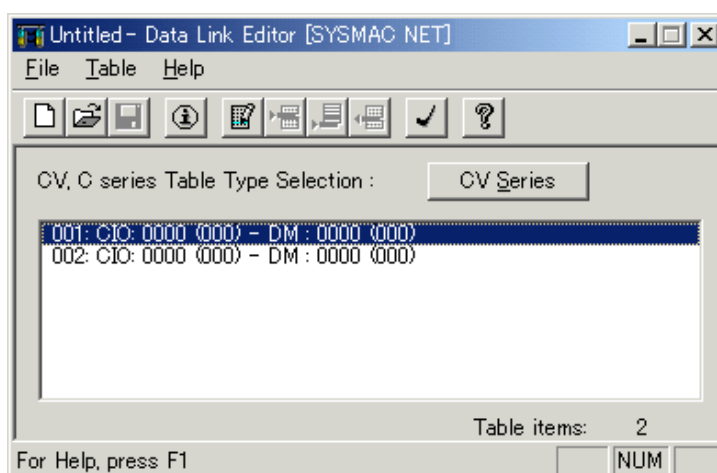 Untitled - Data Link Editor [SYSMAC NET]
File Table Help
CV, C series Table Type Selection : CV Series
001: CIO: 0000 (000) - DM : 0000 (000)
002: CIO: 0000 (000) - DM : 0000 (000)
Table items: 2
For Help, press F1 NUM